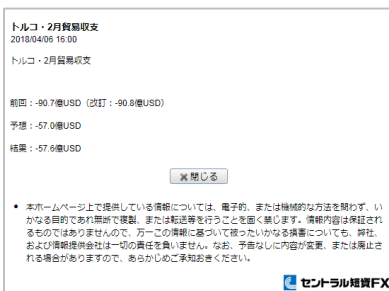 トルコ・2月貿易収支
2018/04/06 16:00
トルコ・2月貿易収支
前回：-90.7億USD（改訂：-90.8億USD）
予想：-57.0億USD
結果：-57.6億USD
✖閉じる
• 本ホームページ上で提供している情報については、電子的、または機械的な方法を問わず、い
かなる目的であれ無断で複製、または転送等を行うことを固く禁じます。情報内容は保証され
るものではありませんので、万一この情報に基づいて被ったいかなる損害についても、弊社、
および情報提供会社は一切の責任を負いません。なお、予告なしに内容が変更、または廃止さ
れる場合がありますので、あらかじめご承知おきください。
セントラル短資FX